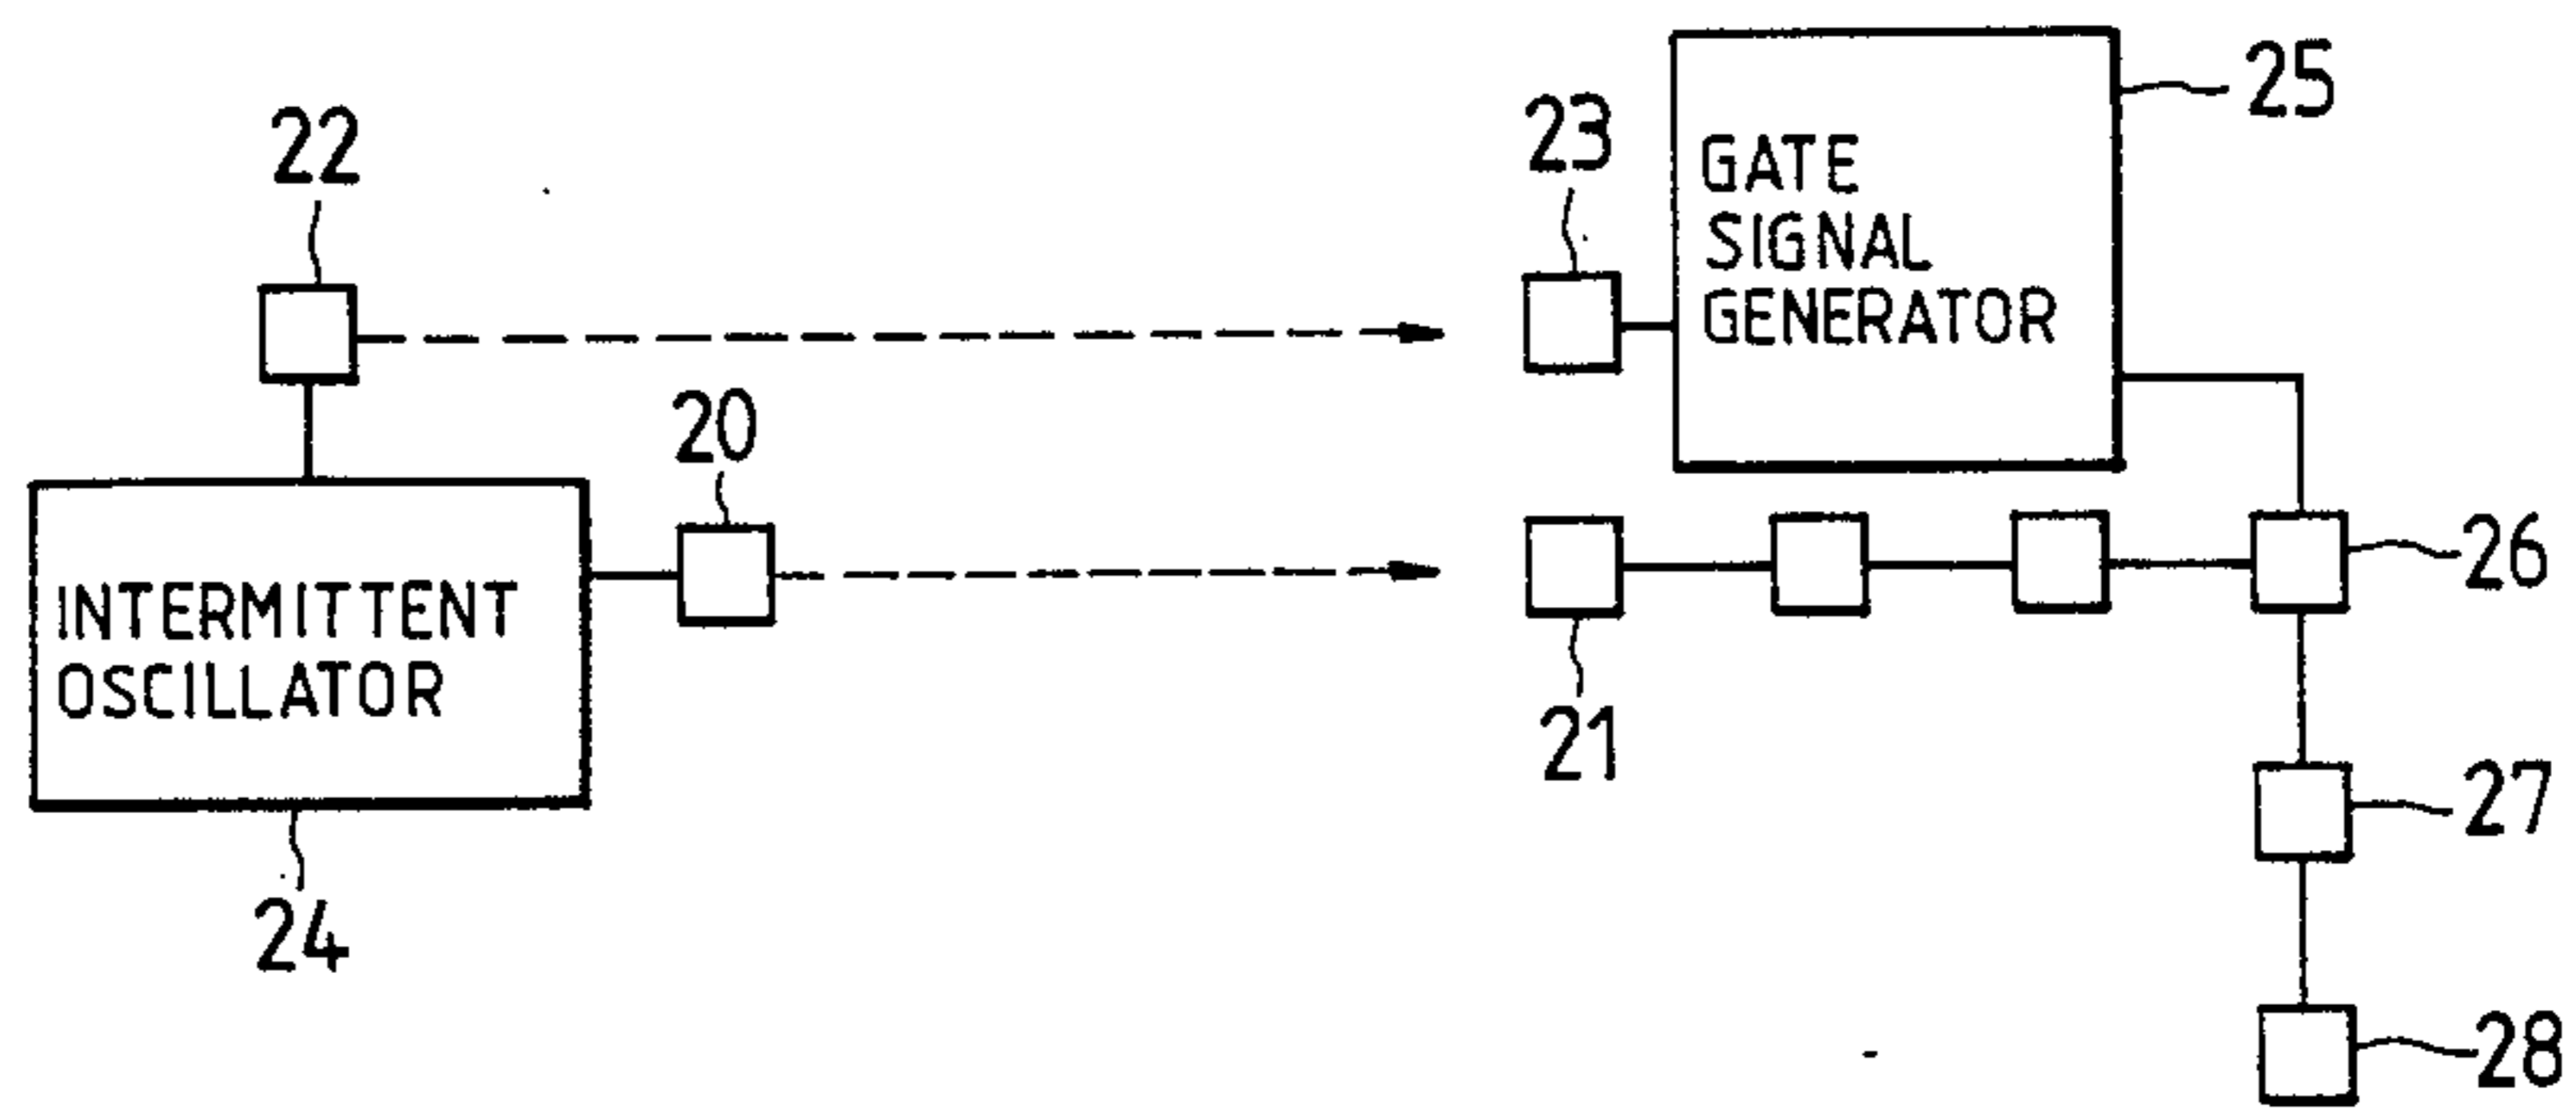 25
22
23
GATE
SIGNAL
GENERATOR
20
26
INTERMITTENT
OSCILLATOR
21
27
24
28